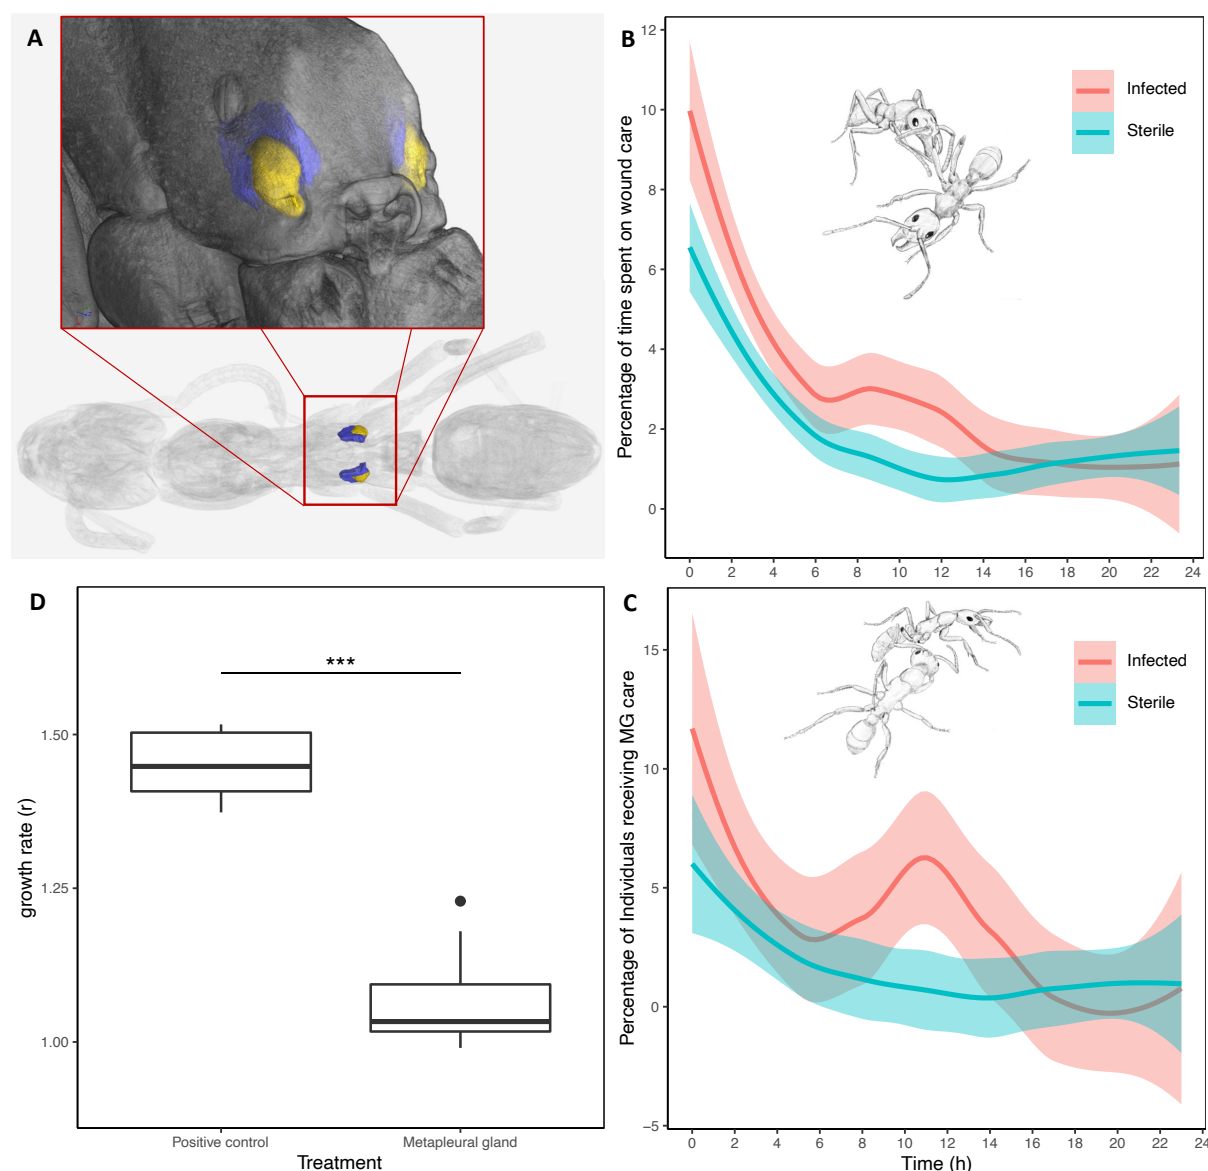 A
B
Percentage of time spent on wound care
12
10
8
6
4
2
0
Infected
Sterile
0 2 4 6 8 10 12 14 16 18 20 22 24
D
growth rate (r)
1.50
1.25
1.00
***
Positive control Metapleural gland
Treatment
C
Percentage of Individuals receiving MG care
15
10
5
0
−5
Infected
Sterile
0 2 4 6 8 10 12 14 16 18 20 22 24
Time (h)